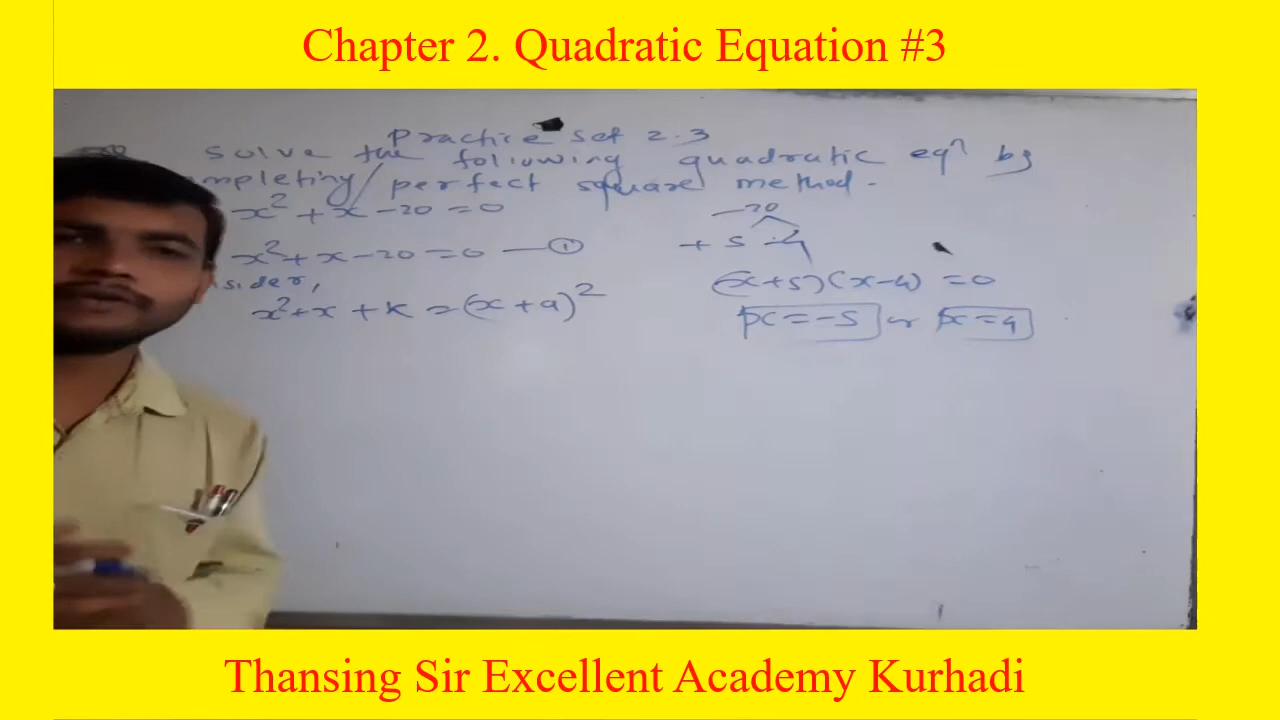 Chapter 2. Quadratic Equation #3
Practice set 2.3
Solve the following quadratic eqⁿ by
mpleting/perfect square method.
x² + x - 20 = 0
x² + x - 20 = 0 — ①
sider,
x² + x + k = (x + a)²
-20
+5 -4
(x+5)(x-4) = 0
x = -5 or x = 4
Thansing Sir Excellent Academy Kurhadi